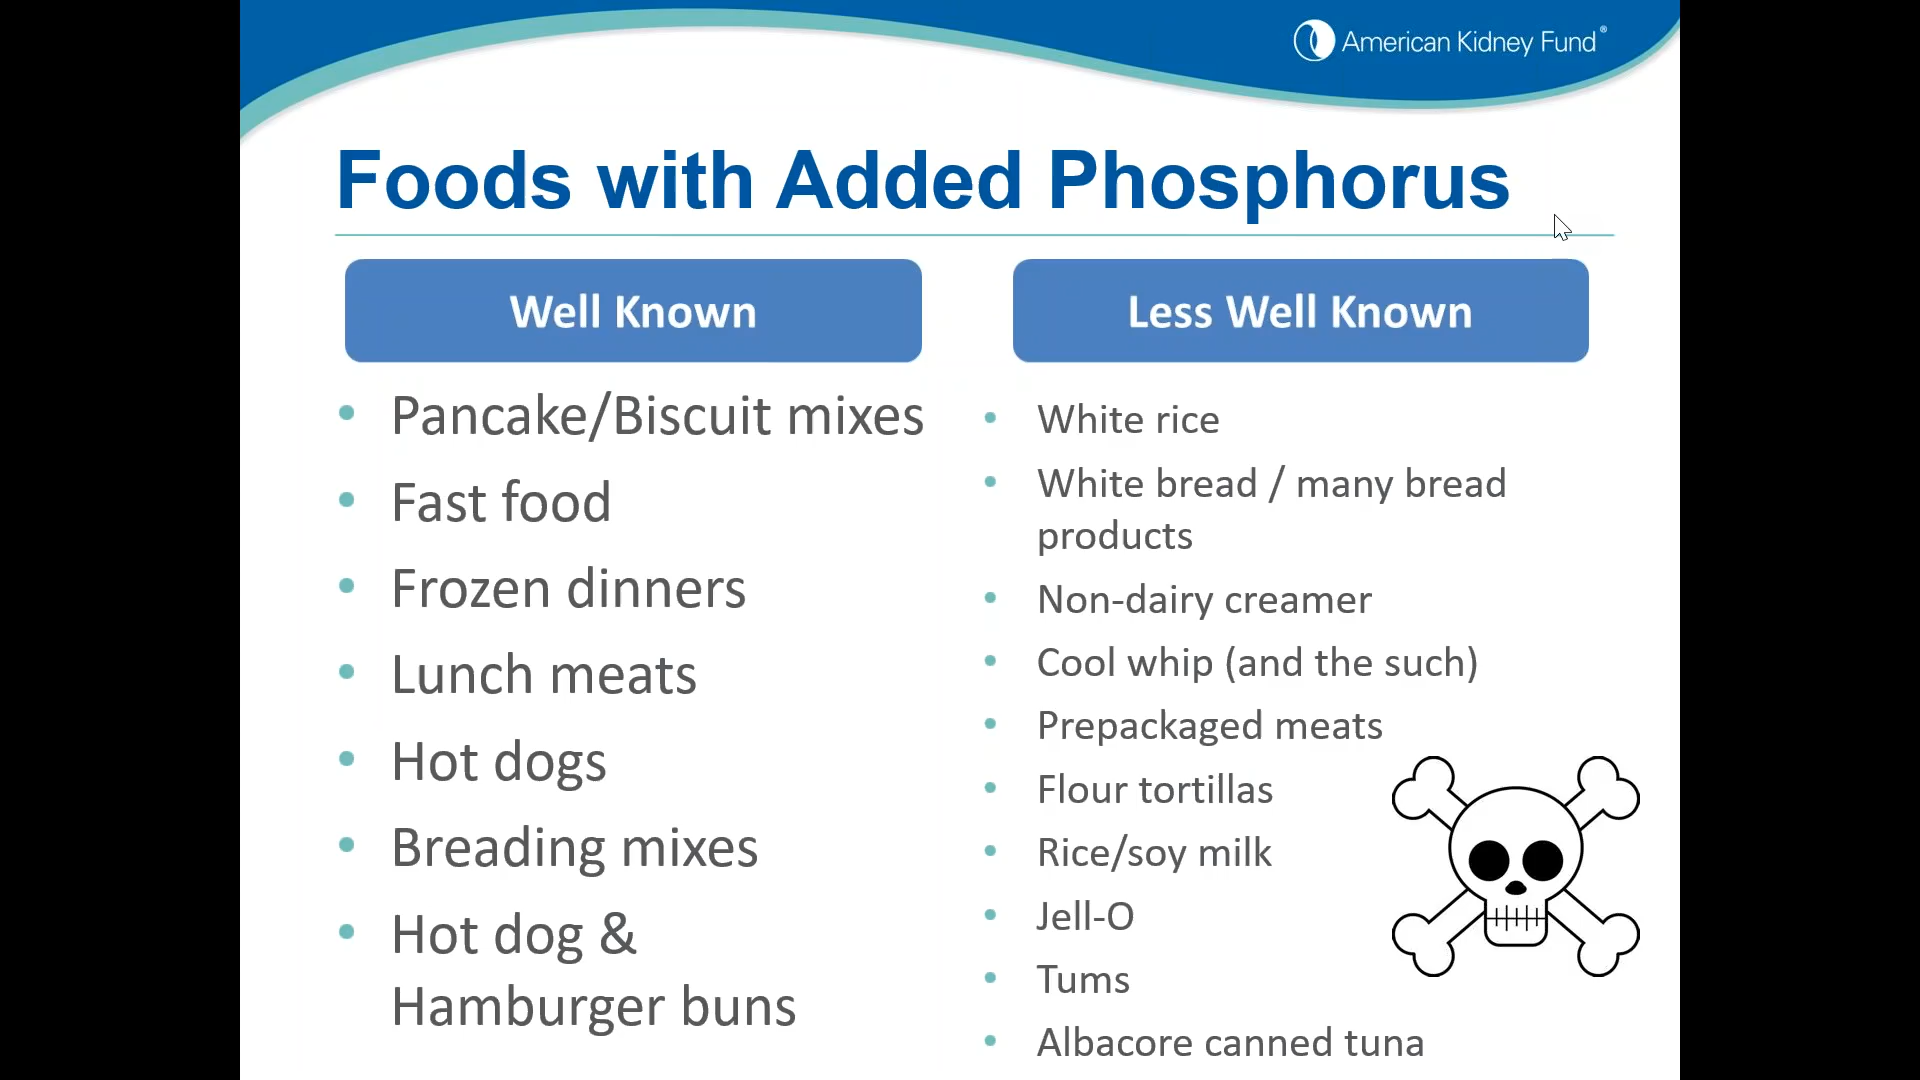 American Kidney Fund®
Foods with Added Phosphorus
Well Known
• Pancake/Biscuit mixes
• Fast food
• Frozen dinners
• Lunch meats
• Hot dogs
• Breading mixes
• Hot dog &
Hamburger buns
Less Well Known
• White rice
• White bread / many bread
products
• Non-dairy creamer
• Cool whip (and the such)
• Prepackaged meats
• Flour tortillas
• Rice/soy milk
• Jell-O
• Tums
• Albacore canned tuna